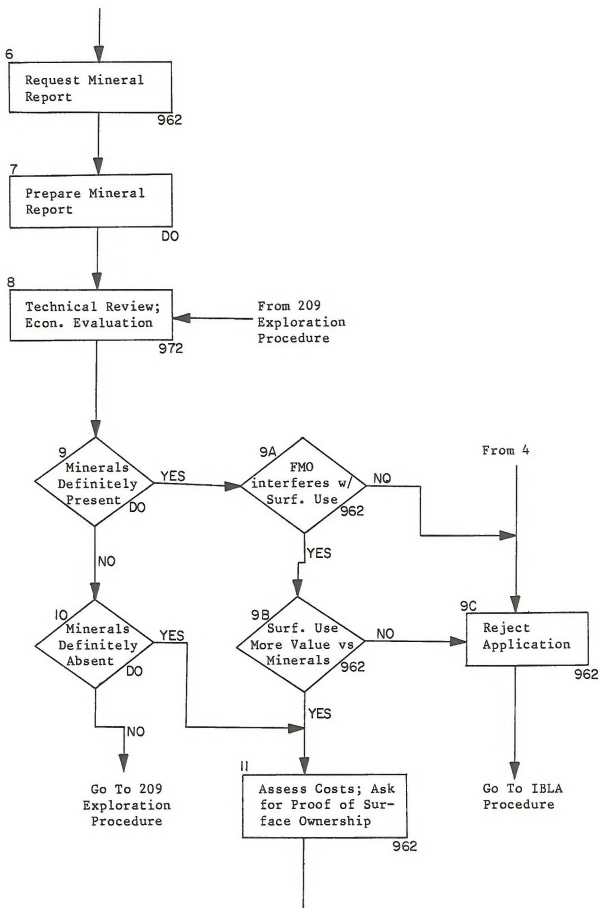 6
Request Mineral
Report
962
7
Prepare Mineral
Report
DO
8
Technical Review;
Econ. Evaluation
972
From 209
Exploration
Procedure
9
Minerals
Definitely
Present
DO
YES
NO
9A
FMO
interferes w/
Surf. Use
962
NO
YES
From 4
10
Minerals
Definitely
Absent
DO
YES
NO
9B
Surf. Use
More Value vs
Minerals
962
NO
YES
9C
Reject
Application
962
Go To 209
Exploration
Procedure
11
Assess Costs; Ask
for Proof of Sur-
face Ownership
962
Go To IBLA
Procedure